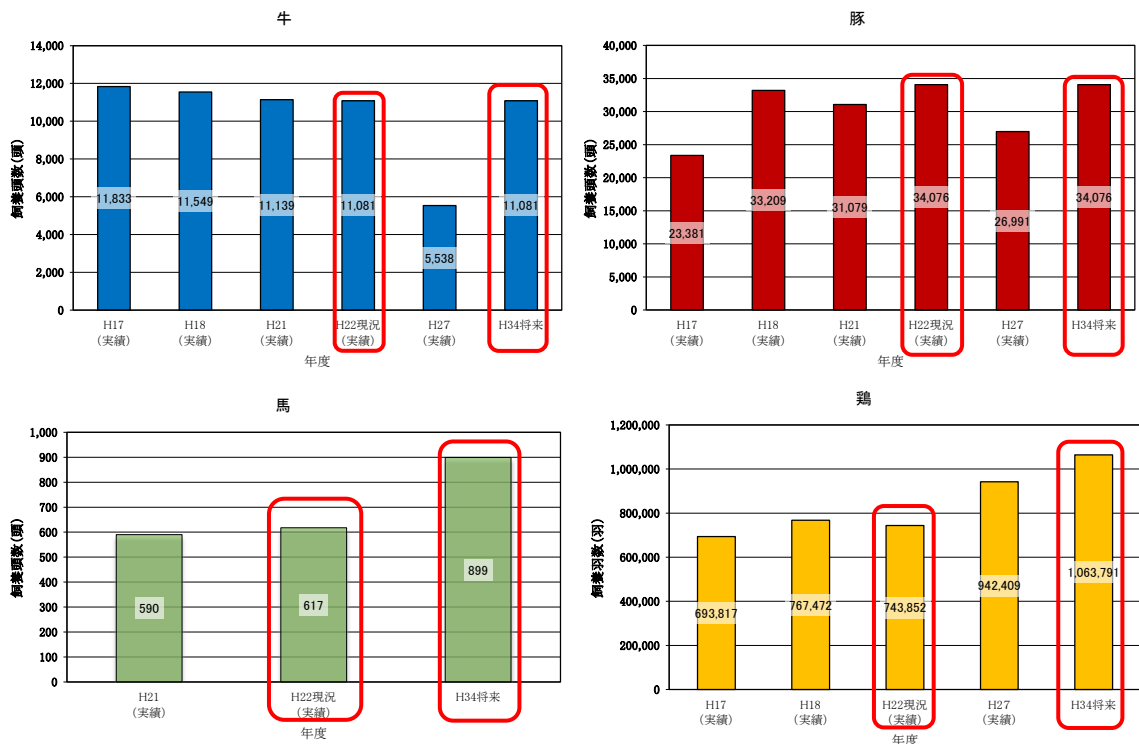 牛
飼養頭数(頭)
14,000
12,000
10,000
8,000
6,000
4,000
2,000
0
11,833
11,549
11,139
11,081
5,538
11,081
H17
(実績)
H18
(実績)
H21
(実績)
H22現況
(実績)
H27
(実績)
H34将来
年度
豚
飼養頭数(頭)
40,000
35,000
30,000
25,000
20,000
15,000
10,000
5,000
0
23,381
33,209
31,079
34,076
26,991
34,076
H17
(実績)
H18
(実績)
H21
(実績)
H22現況
(実績)
H27
(実績)
H34将来
年度
馬
飼養頭数(頭)
1,000
900
800
700
600
500
400
300
200
100
0
590
617
899
H21
(実績)
H22現況
(実績)
H34将来
年度
鶏
飼養羽数(羽)
1,200,000
1,000,000
800,000
600,000
400,000
200,000
0
693,817
767,472
743,852
942,409
1,063,791
H17
(実績)
H18
(実績)
H22現況
(実績)
H27
(実績)
H34将来
年度